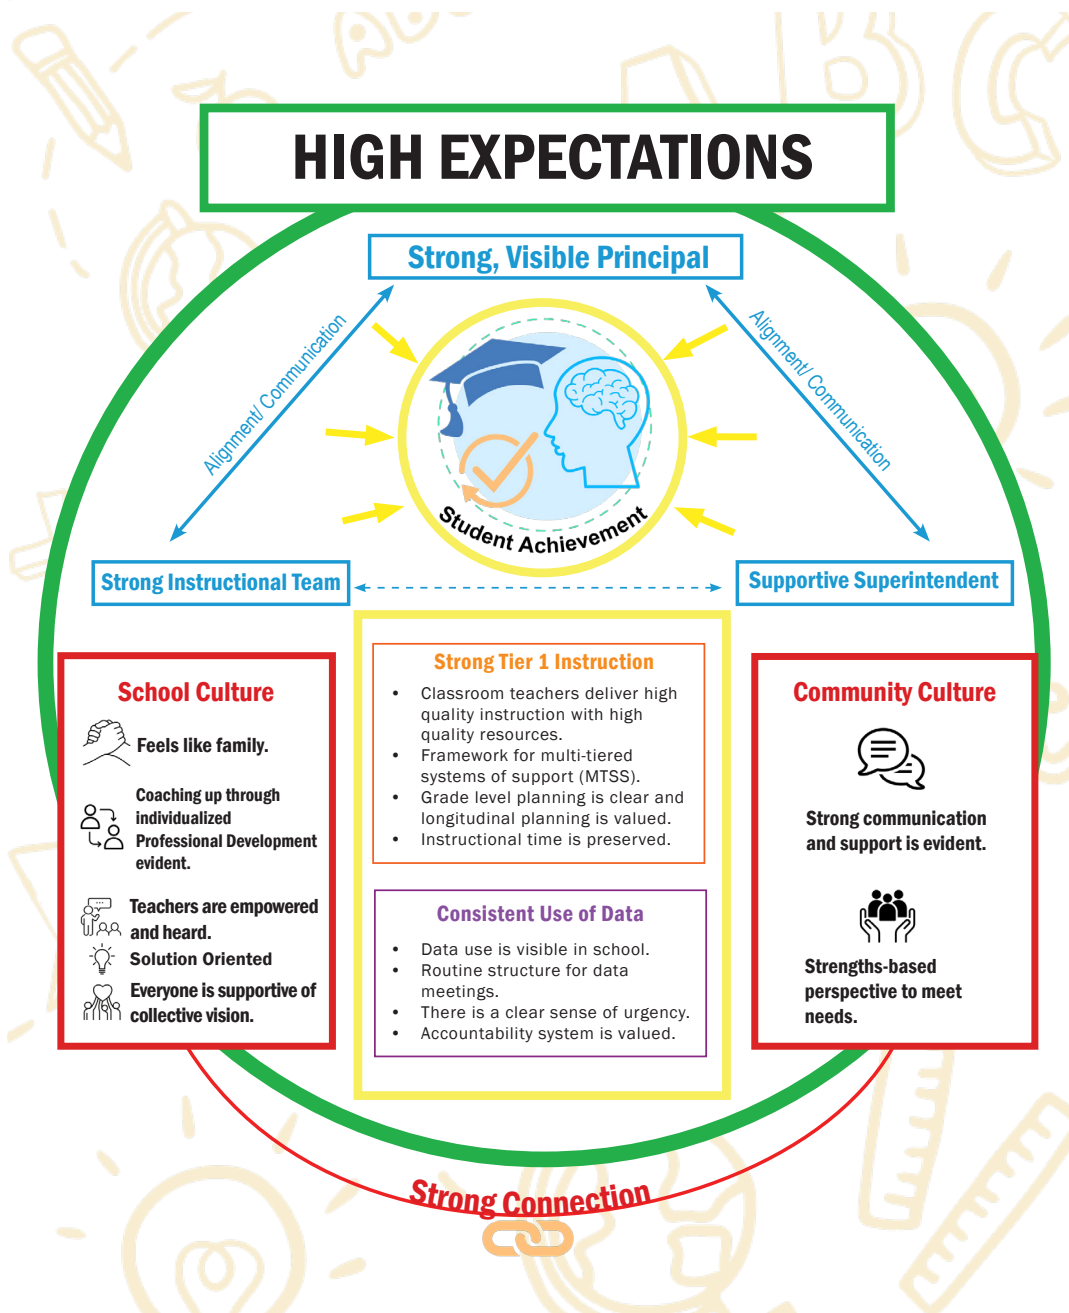 HIGH EXPECTATIONS
Strong, Visible Principal
Alignment/ Communication
Alignment/ Communication
Student Achievement
Strong Instructional Team
Supportive Superintendent
School Culture
Feels like family.
Coaching up through
individualized
Professional Development
evident.
Teachers are empowered
and heard.
Solution Oriented
Everyone is supportive of
collective vision.
Strong Tier 1 Instruction
• Classroom teachers deliver high
quality instruction with high
quality resources.
• Framework for multi-tiered
systems of support (MTSS).
• Grade level planning is clear and
longitudinal planning is valued.
• Instructional time is preserved.
Consistent Use of Data
• Data use is visible in school.
• Routine structure for data
meetings.
• There is a clear sense of urgency.
• Accountability system is valued.
Community Culture
Strong communication
and support is evident.
Strengths-based
perspective to meet
needs.
Strong Connection